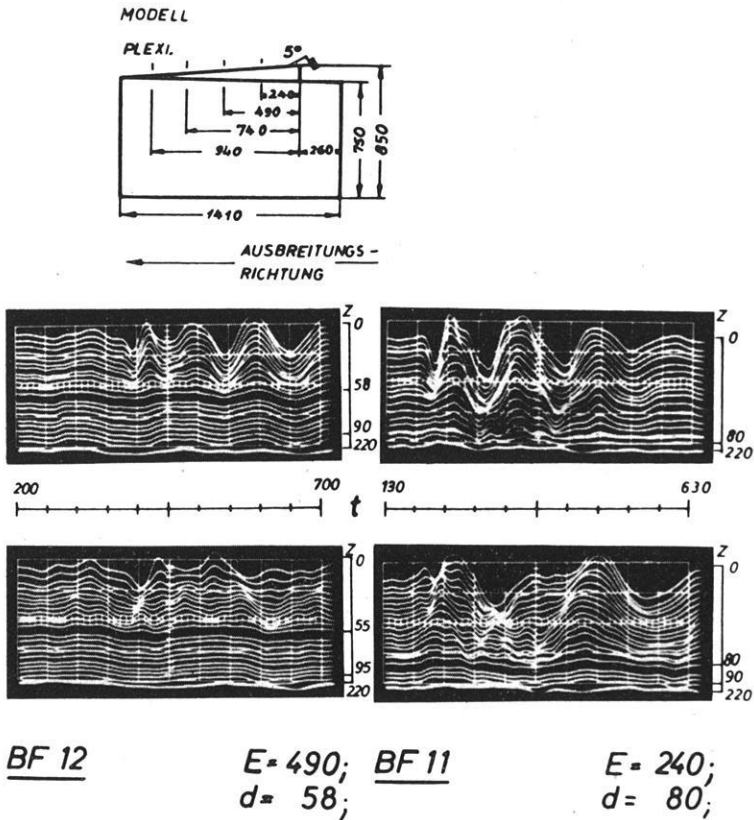 MODELL
PLEXI.
5°
240
490
740
940
260
750
850
1410
AUSBREITUNGS-
RICHTUNG
Z
0
58
90
220
Z
0
80
220
200
700
t
130
630
Z
0
55
95
220
Z
0
80
90
220
BF 12
E= 490;
d= 58;
BF 11
E= 240;
d= 80;